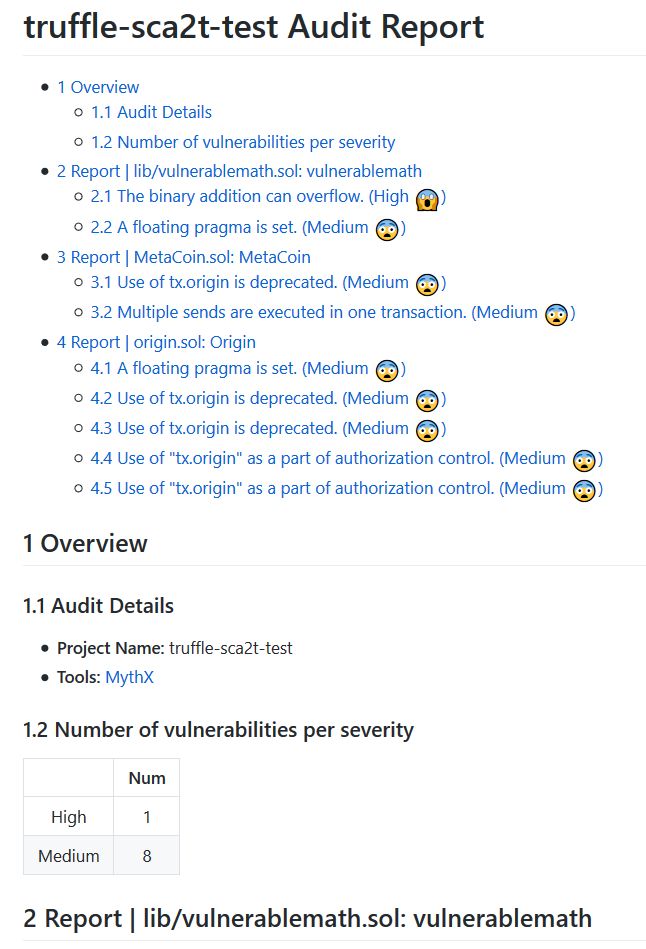 truffle-sca2t-test Audit Report
1 Overview
1.1 Audit Details
1.2 Number of vulnerabilities per severity
2 Report | lib/vulnerablemath.sol: vulnerablemath
2.1 The binary addition can overflow. (High 😱)
2.2 A floating pragma is set. (Medium 😨)
3 Report | MetaCoin.sol: MetaCoin
3.1 Use of tx.origin is deprecated. (Medium 😨)
3.2 Multiple sends are executed in one transaction. (Medium 😨)
4 Report | origin.sol: Origin
4.1 A floating pragma is set. (Medium 😨)
4.2 Use of tx.origin is deprecated. (Medium 😨)
4.3 Use of tx.origin is deprecated. (Medium 😨)
4.4 Use of "tx.origin" as a part of authorization control. (Medium 😨)
4.5 Use of "tx.origin" as a part of authorization control. (Medium 😨)
1 Overview
1.1 Audit Details
Project Name: truffle-sca2t-test
Tools: MythX
1.2 Number of vulnerabilities per severity
Num
High 1
Medium 8
2 Report | lib/vulnerablemath.sol: vulnerablemath